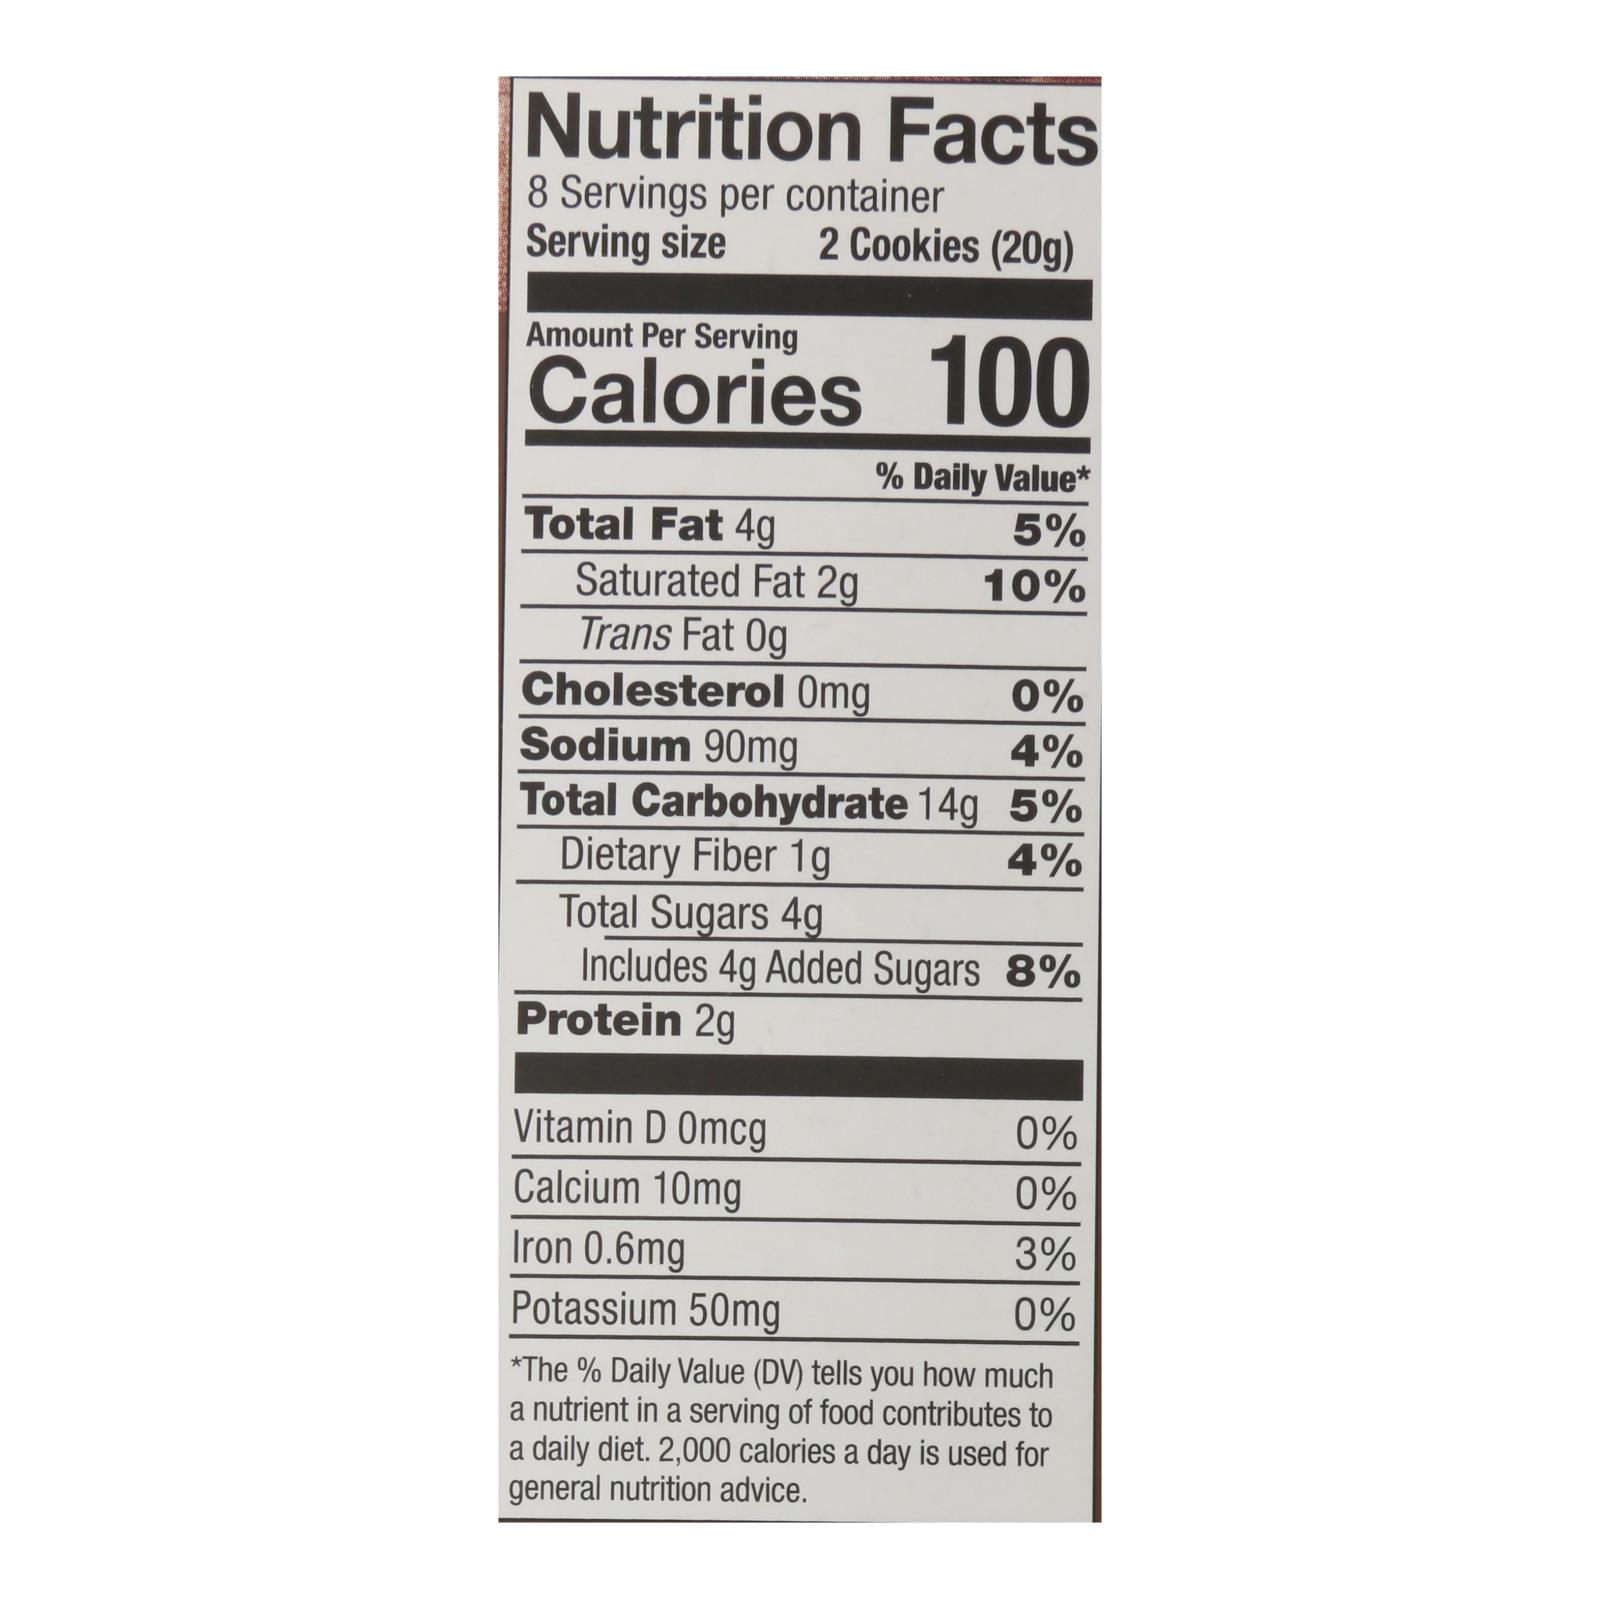 Nutrition Facts
8 Servings per container
Serving size 2 Cookies (20g)
Amount Per Serving
Calories 100
% Daily Value*
Total Fat 4g 5%
Saturated Fat 2g 10%
Trans Fat 0g
Cholesterol 0mg 0%
Sodium 90mg 4%
Total Carbohydrate 14g 5%
Dietary Fiber 1g 4%
Total Sugars 4g
Includes 4g Added Sugars 8%
Protein 2g
Vitamin D 0mcg 0%
Calcium 10mg 0%
Iron 0.6mg 3%
Potassium 50mg 0%
*The % Daily Value (DV) tells you how much
a nutrient in a serving of food contributes to
a daily diet. 2,000 calories a day is used for
general nutrition advice.